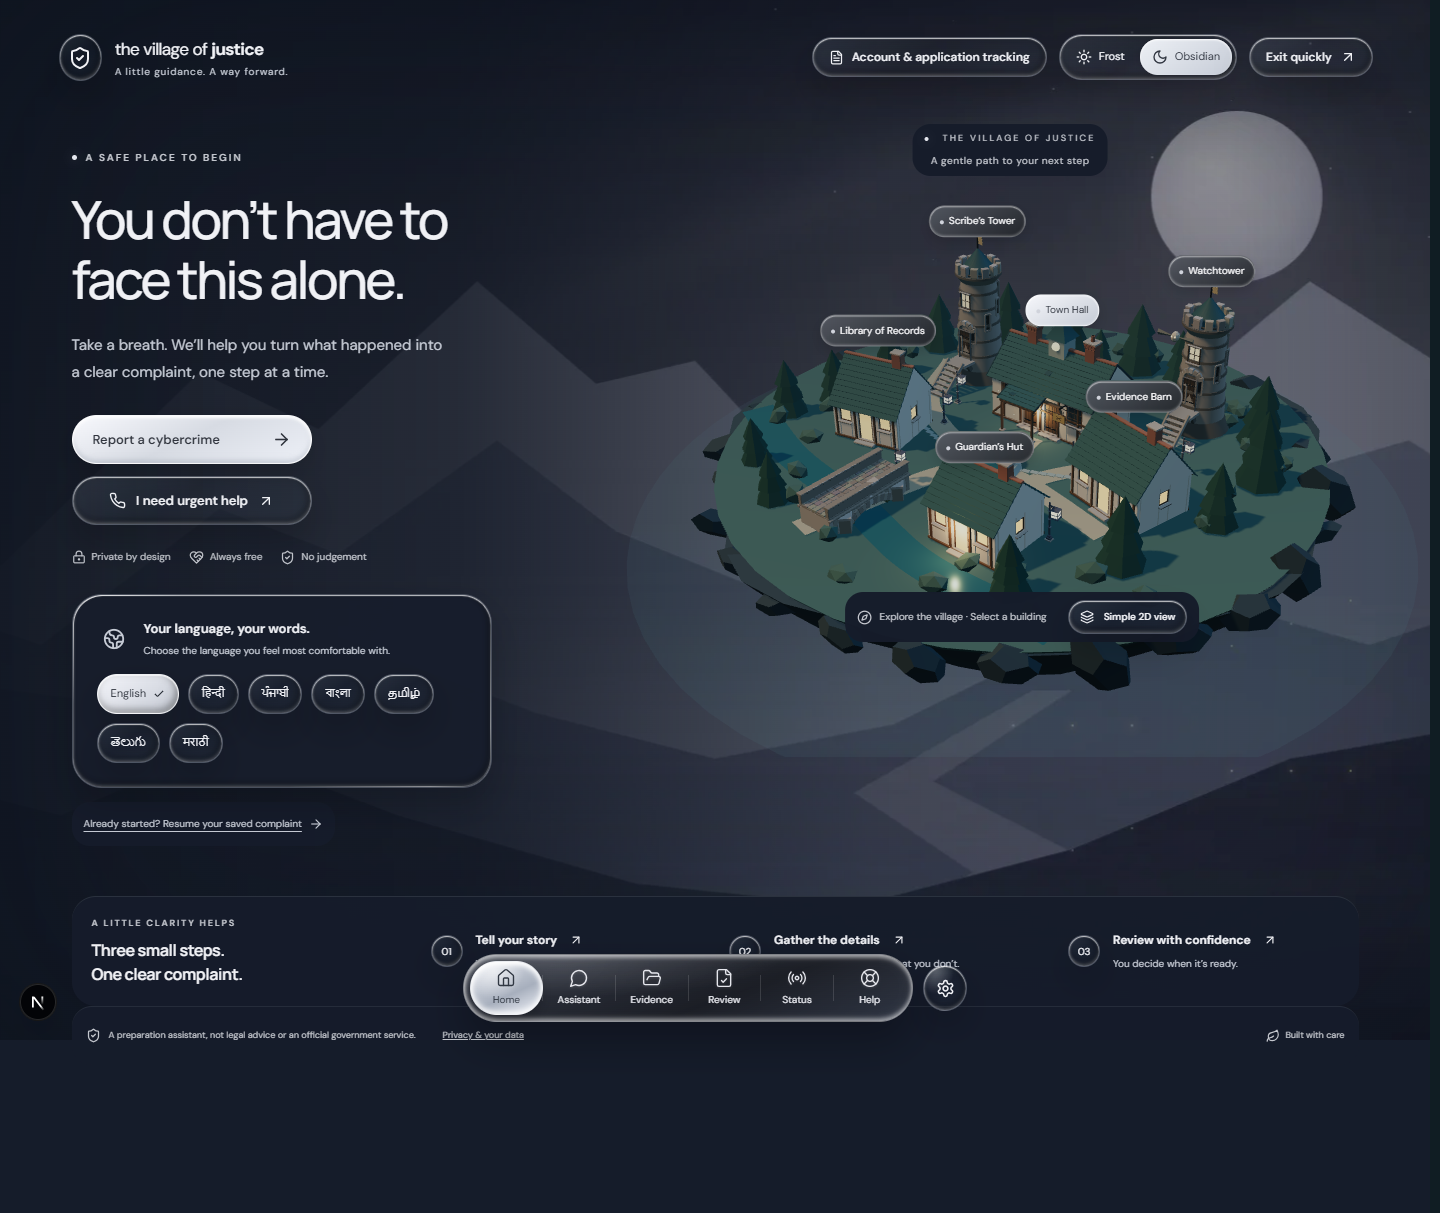 the village of justice
A little guidance. A way forward.
Account & application tracking
Frost
Obsidian
Exit quickly
A SAFE PLACE TO BEGIN
You don't have to
face this alone.
Take a breath. We'll help you turn what happened into
a clear complaint, one step at a time.
Report a cybercrime
I need urgent help
Private by design
Always free
No judgement
Your language, your words.
Choose the language you feel most comfortable with.
English
हिन्दी
ਪੰਜਾਬੀ
বাংলা
தமிழ்
తెలుగు
मराठी
Already started? Resume your saved complaint
THE VILLAGE OF JUSTICE
A gentle path to your next step
Scribe's Tower
Watchtower
Town Hall
Library of Records
Evidence Barn
Guardian's Hut
Explore the village · Select a building
Simple 2D view
A LITTLE CLARITY HELPS
Three small steps.
One clear complaint.
01
Tell your story
02
Gather the details
at you don't.
03
Review with confidence
You decide when it's ready.
Home
Assistant
Evidence
Review
Status
Help
N
A preparation assistant, not legal advice or an official government service.
Privacy & your data
Built with care